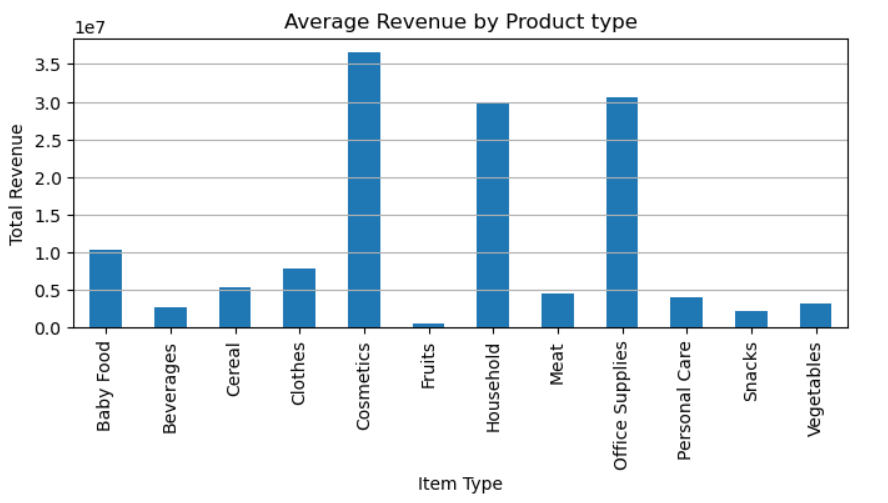 Average Revenue by Product type
1e7
Total Revenue
3.5
3.0
2.5
2.0
1.5
1.0
0.5
0.0
Baby Food
Beverages
Cereal
Clothes
Cosmetics
Fruits
Household
Meat
Office Supplies
Personal Care
Snacks
Vegetables
Item Type